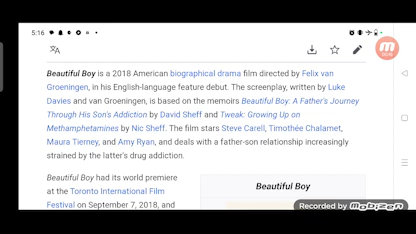 5:16
Beautiful Boy is a 2018 American biographical drama film directed by Felix van
Groeningen, in his English-language feature debut. The screenplay, written by Luke
Davies and van Groeningen, is based on the memoirs Beautiful Boy: A Father's Journey
Through His Son's Addiction by David Sheff and Tweak: Growing Up on
Methamphetamines by Nic Sheff. The film stars Steve Carell, Timothée Chalamet,
Maura Tierney, and Amy Ryan, and deals with a father-son relationship increasingly
strained by the latter's drug addiction.
Beautiful Boy had its world premiere
at the Toronto International Film
Festival on September 7, 2018, and
Beautiful Boy
Recorded by Mobizen